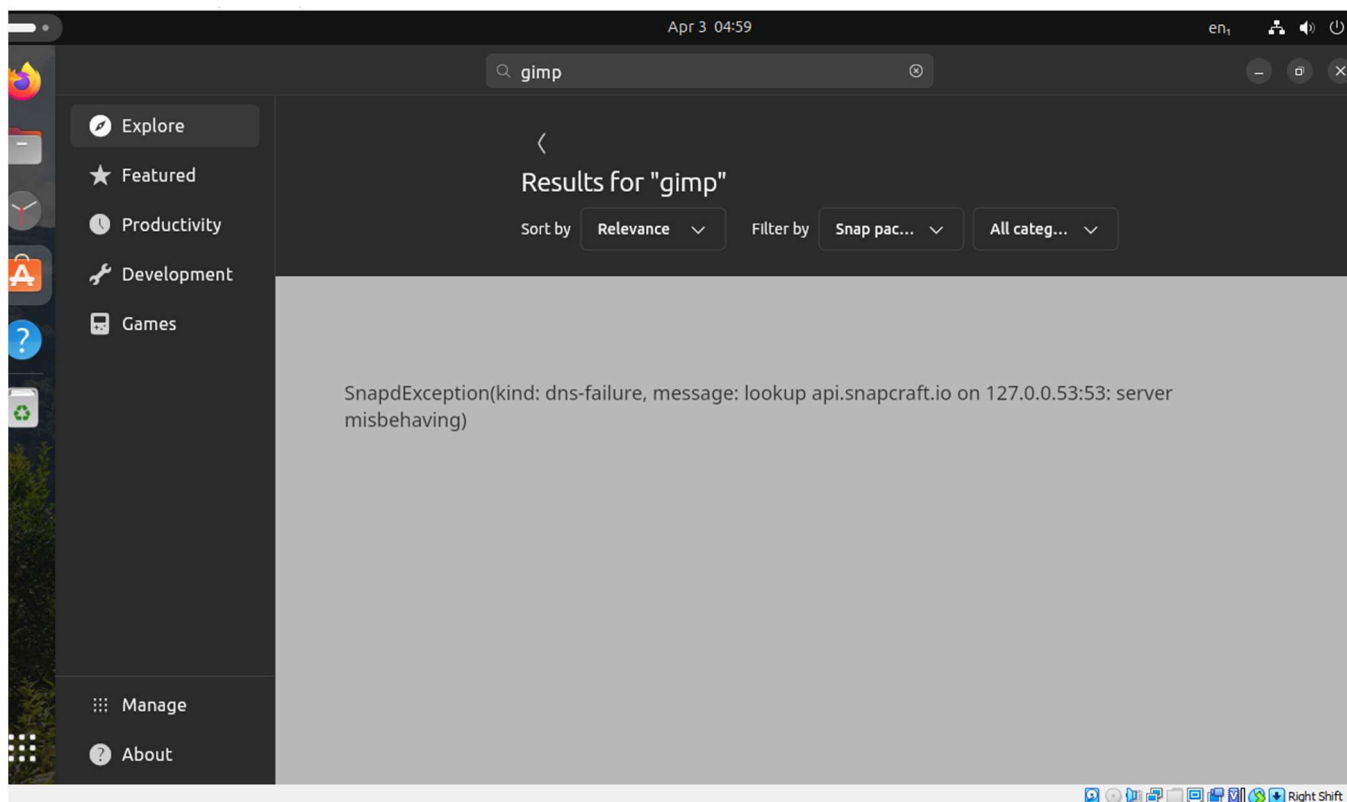 Apr 3 04:59
en₁
gimp
Explore
Featured
Productivity
Development
Games
Results for "gimp"
Sort by Relevance Filter by Snap pac... All categ...
SnapdException(kind: dns-failure, message: lookup api.snapcraft.io on 127.0.0.53:53: server
misbehaving)
Manage
About
Right Shift